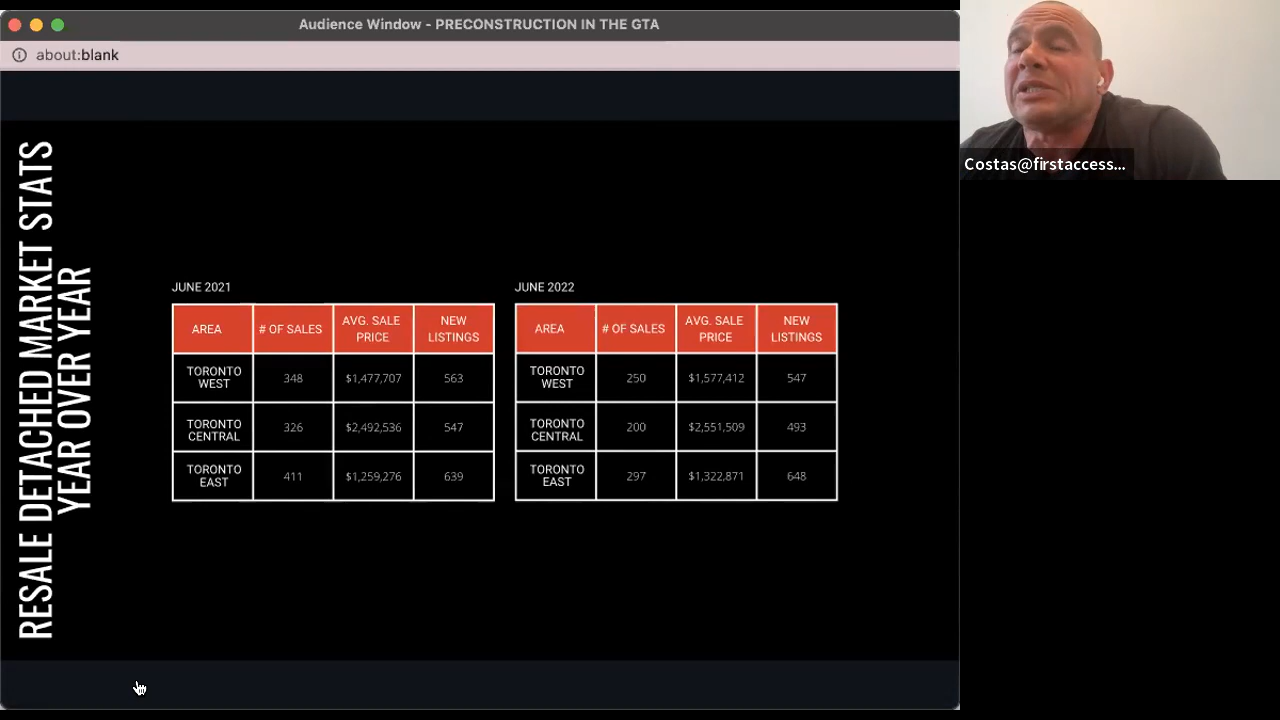 Audience Window - PRECONSTRUCTION IN THE GTA
about:blank
Costas@firstaccess...
RESALE DETACHED MARKET STATS
YEAR OVER YEAR
JUNE 2021
AREA
# OF SALES
AVG. SALE
PRICE
NEW
LISTINGS
TORONTO
WEST
348
$1,477,707
563
TORONTO
CENTRAL
326
$2,492,536
547
TORONTO
EAST
411
$1,259,276
639
JUNE 2022
AREA
# OF SALES
AVG. SALE
PRICE
NEW
LISTINGS
TORONTO
WEST
250
$1,577,412
547
TORONTO
CENTRAL
200
$2,551,509
493
TORONTO
EAST
297
$1,322,871
648